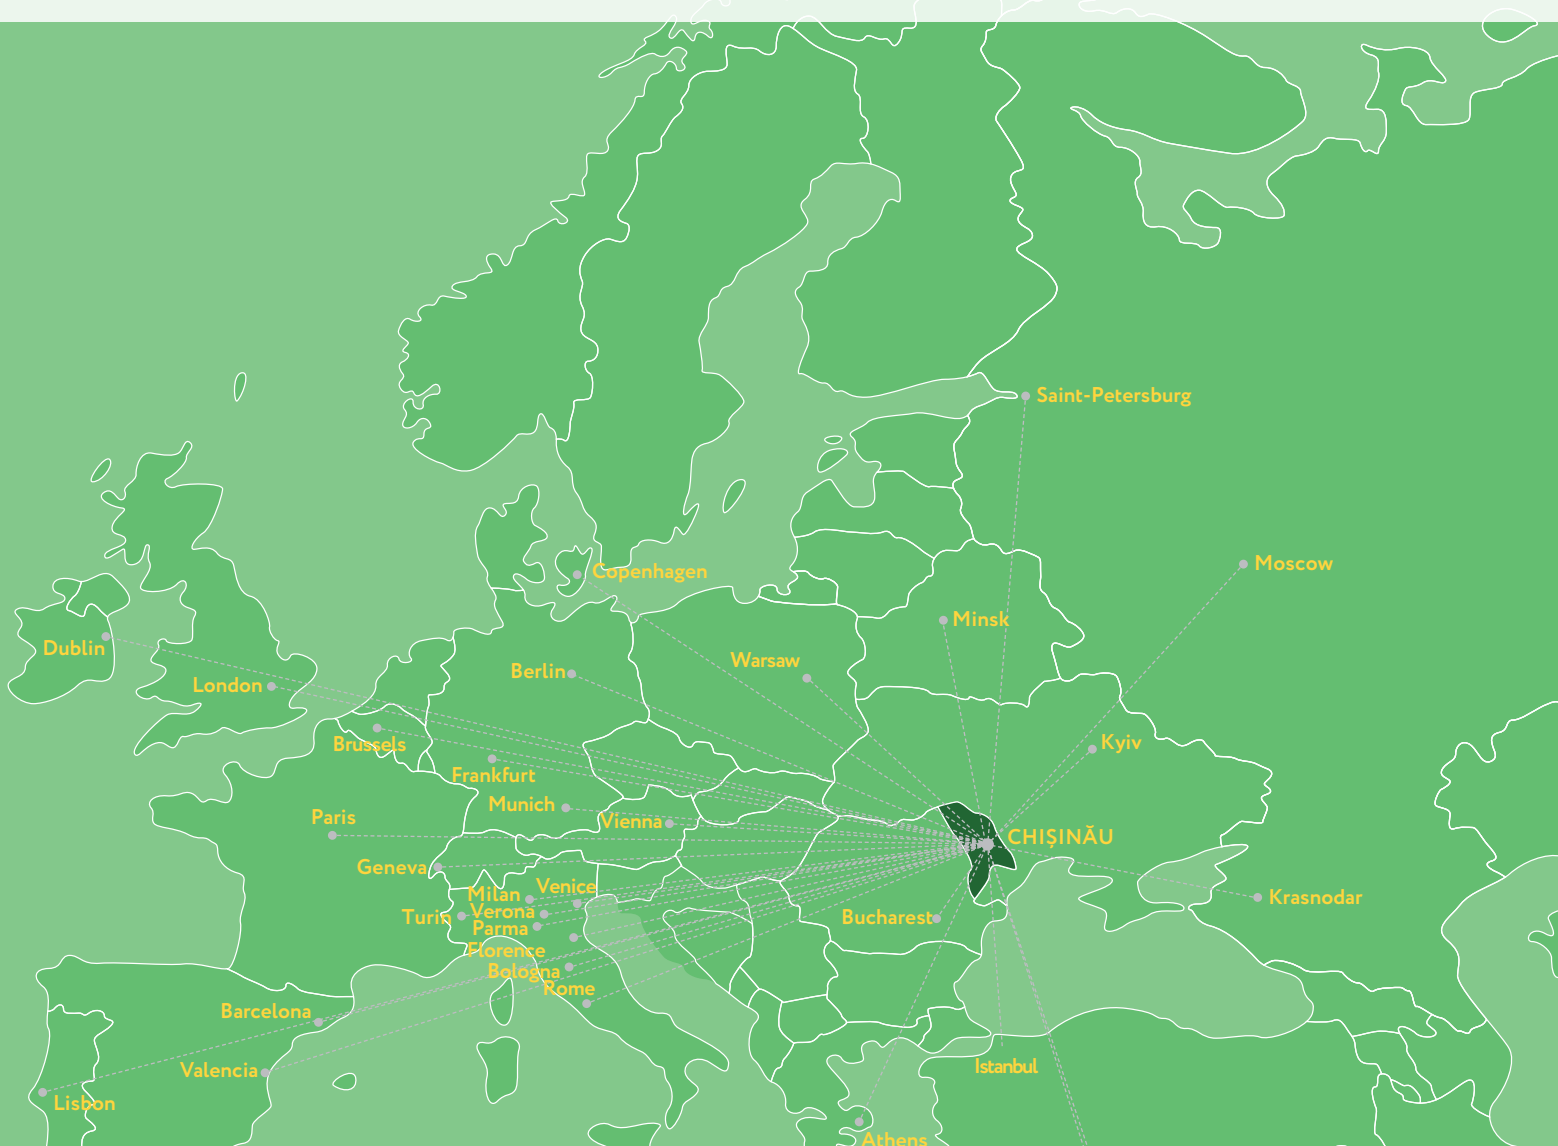 Saint-Petersburg
Moscow
Copenhagen
Minsk
Dublin
Warsaw
Berlin
London
Brussels
Kyiv
Frankfurt
Munich
Paris
Vienna
CHIȘINĂU
Geneva
Venice
Milan
Krasnodar
Verona
Turin
Bucharest
Parma
Florence
Bologna
Rome
Barcelona
Istanbul
Valencia
Lisbon
Athens